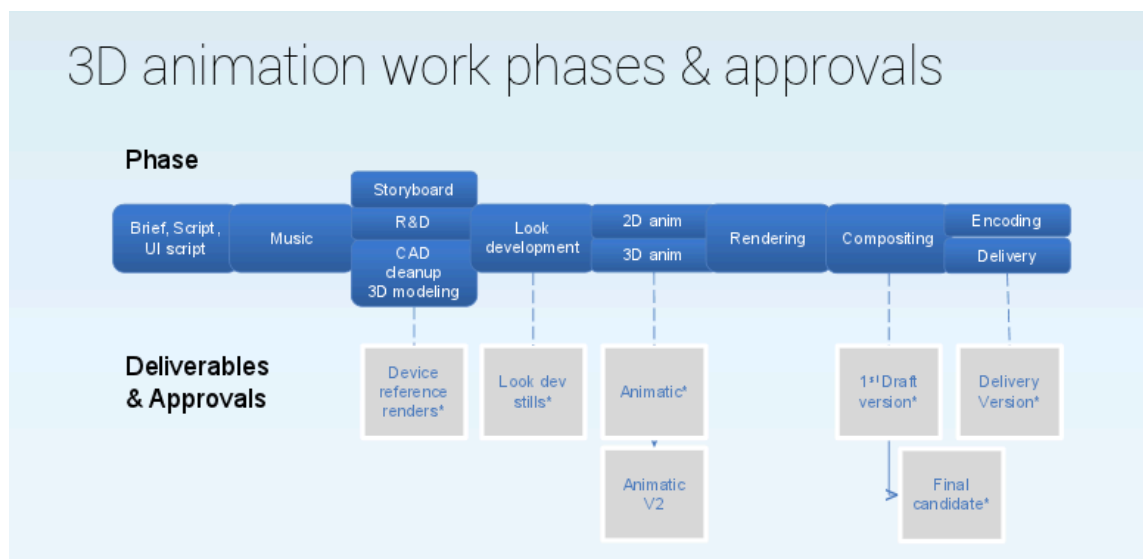 3D animation work phases & approvals
Phase
Brief, Script,
UI script
Music
Storyboard
R&D
CAD
cleanup
3D modeling
Look
development
2D anim
3D anim
Rendering
Compositing
Encoding
Delivery
Deliverables
& Approvals
Device
reference
renders*
Look dev
stills*
Animatic*
Animatic
V2
1st Draft
version*
Final
candidate*
Delivery
Version*